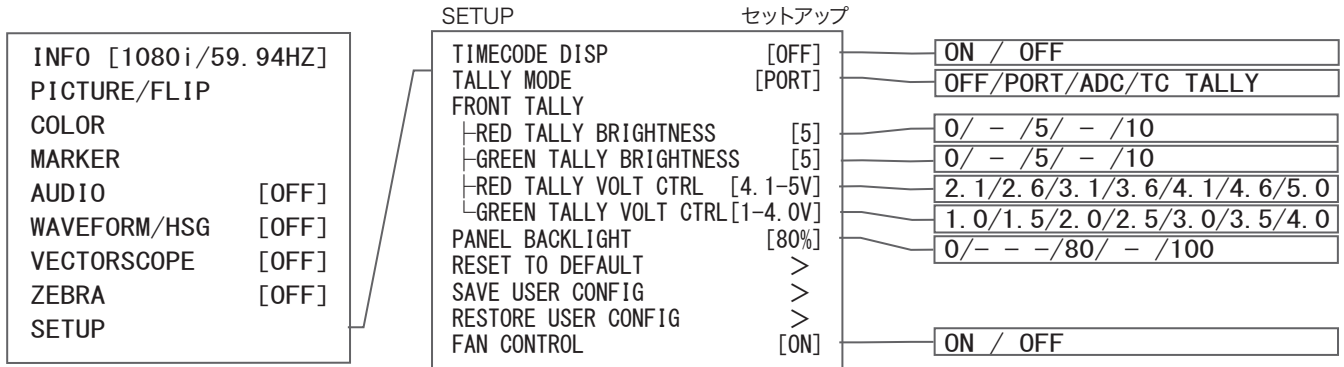 INFO [1080i/59.94HZ]
PICTURE/FLIP
COLOR
MARKER
AUDIO [OFF]
WAVEFORM/HSG [OFF]
VECTORSCOPE [OFF]
ZEBRA [OFF]
SETUP
SETUP セットアップ
TIMECODE DISP [OFF]
TALLY MODE [PORT]
FRONT TALLY
├RED TALLY BRIGHTNESS [5]
├GREEN TALLY BRIGHTNESS [5]
├RED TALLY VOLT CTRL [4.1-5V]
└GREEN TALLY VOLT CTRL[1-4.0V]
PANEL BACKLIGHT [80%]
RESET TO DEFAULT >
SAVE USER CONFIG >
RESTORE USER CONFIG >
FAN CONTROL [ON]
ON / OFF
OFF/PORT/ADC/TC TALLY
0/ - /5/ - /10
0/ - /5/ - /10
2.1/2.6/3.1/3.6/4.1/4.6/5.0
1.0/1.5/2.0/2.5/3.0/3.5/4.0
0/- - -/80/ - /100
ON / OFF